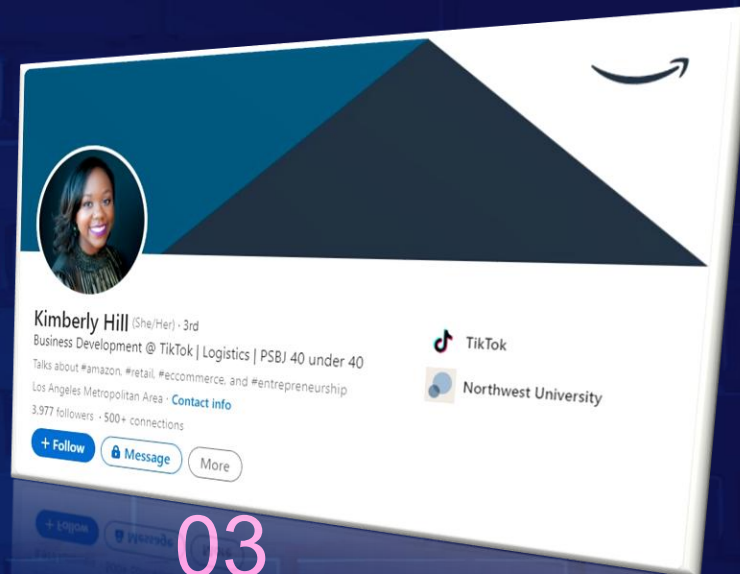 Kimberly Hill (She/Her) · 3rd
Business Development @ TikTok | Logistics | PSBJ 40 under 40
Talks about #amazon, #retail, #eccommerce, and #entrepreneurship
Los Angeles Metropolitan Area · Contact info
3,977 followers · 500+ connections
+ Follow
Message
More
TikTok
Northwest University
+ Follow
Message
03